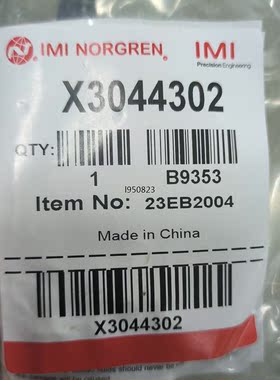 IMI NORGREN
IMI
Precision Engineering
X3044302
QTY:
1 B9353
I950823
Item No: 23EB2004
Made in China
X3044302